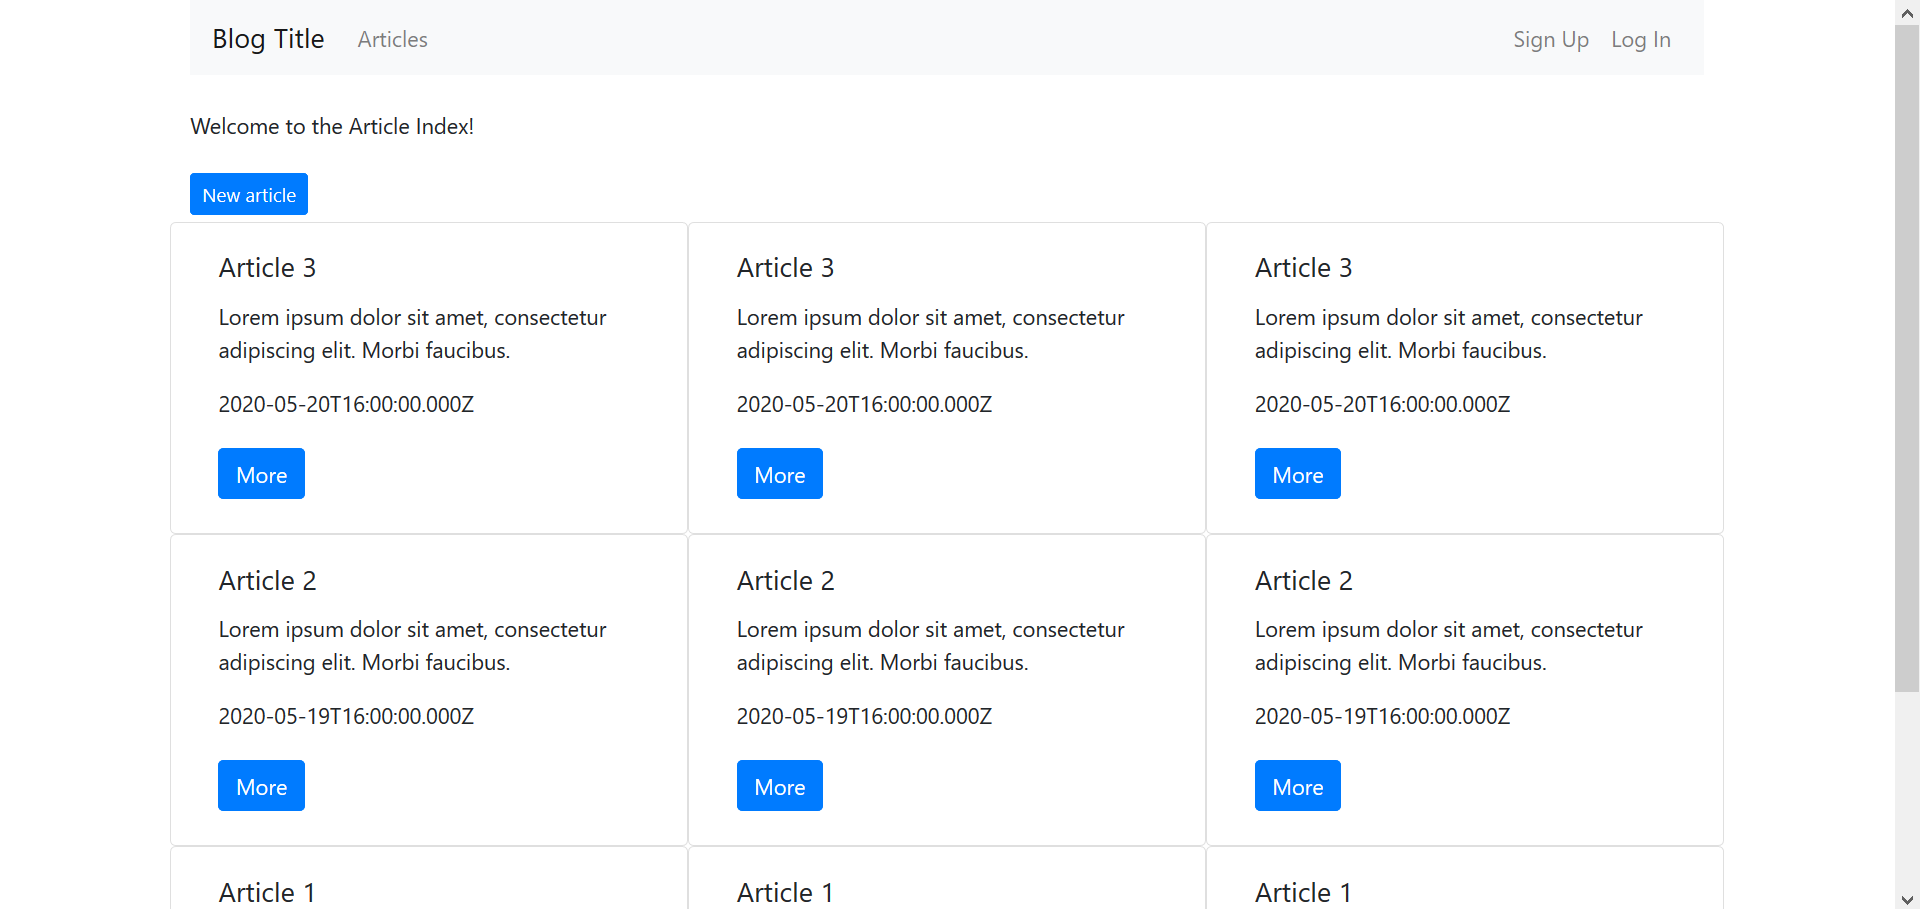 Blog Title Articles Sign Up Log In
Welcome to the Article Index!
New article
Article 3
Lorem ipsum dolor sit amet, consectetur
adipiscing elit. Morbi faucibus.
2020-05-20T16:00:00.000Z
More
Article 3
Lorem ipsum dolor sit amet, consectetur
adipiscing elit. Morbi faucibus.
2020-05-20T16:00:00.000Z
More
Article 3
Lorem ipsum dolor sit amet, consectetur
adipiscing elit. Morbi faucibus.
2020-05-20T16:00:00.000Z
More
Article 2
Lorem ipsum dolor sit amet, consectetur
adipiscing elit. Morbi faucibus.
2020-05-19T16:00:00.000Z
More
Article 2
Lorem ipsum dolor sit amet, consectetur
adipiscing elit. Morbi faucibus.
2020-05-19T16:00:00.000Z
More
Article 2
Lorem ipsum dolor sit amet, consectetur
adipiscing elit. Morbi faucibus.
2020-05-19T16:00:00.000Z
More
Article 1
Article 1
Article 1